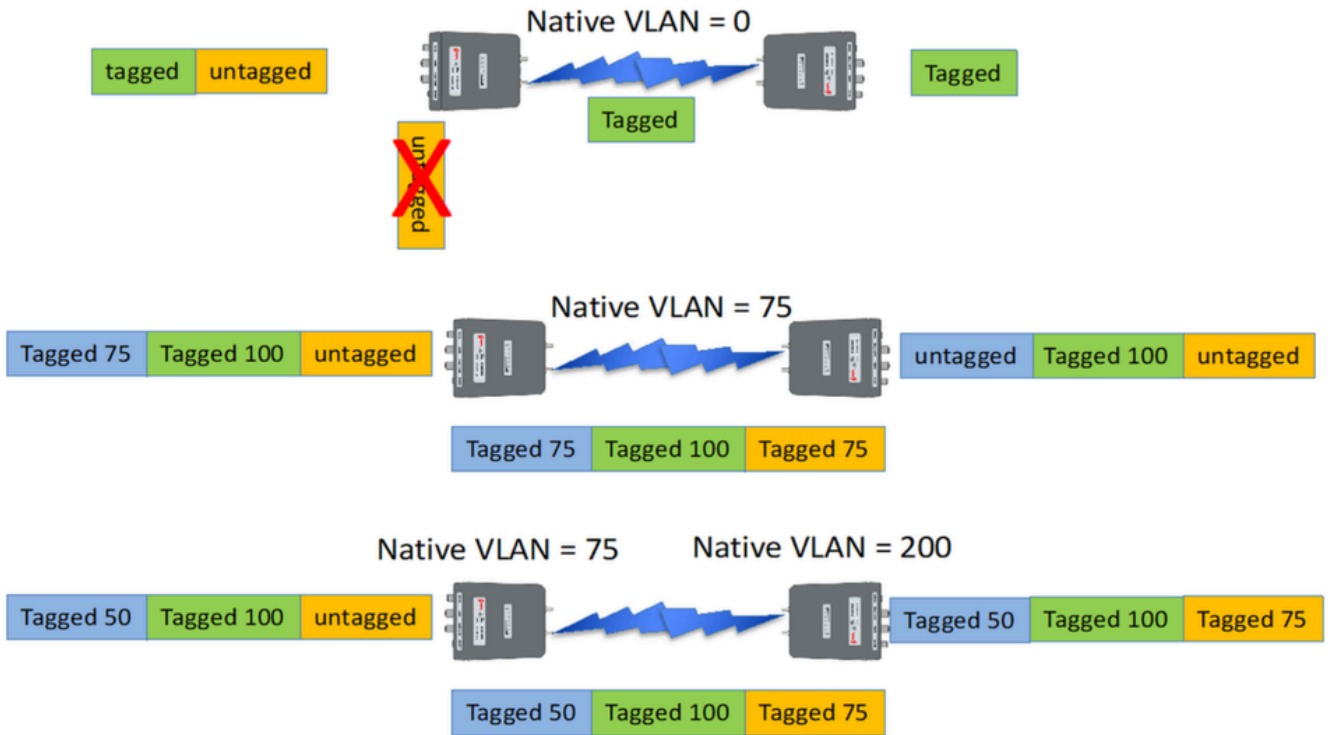 Native VLAN = 0
tagged untagged Tagged
Tagged
untagged
Native VLAN = 75
Tagged 75 Tagged 100 untagged untagged Tagged 100 untagged
Tagged 75 Tagged 100 Tagged 75
Native VLAN = 75 Native VLAN = 200
Tagged 50 Tagged 100 untagged Tagged 50 Tagged 100 Tagged 75
Tagged 50 Tagged 100 Tagged 75